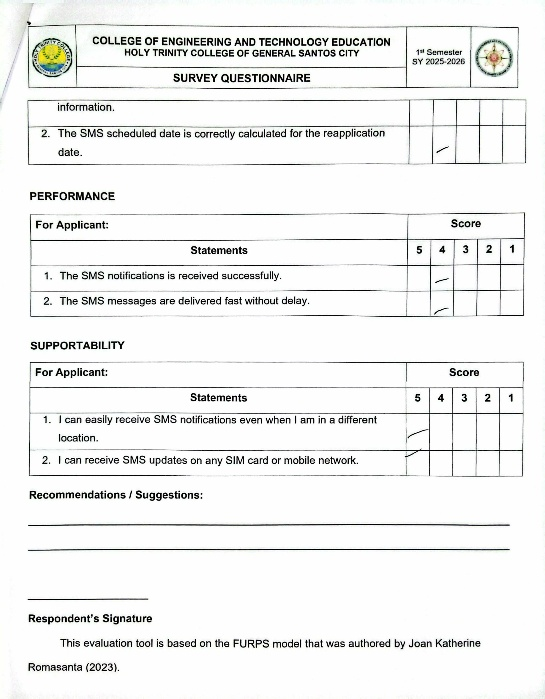 COLLEGE OF ENGINEERING AND TECHNOLOGY EDUCATION
HOLY TRINITY COLLEGE OF GENERAL SANTOS CITY
SURVEY QUESTIONNAIRE
1st Semester
SY 2025-2026
information.
2. The SMS scheduled date is correctly calculated for the reapplication
date.
PERFORMANCE
For Applicant: Score
Statements 5 4 3 2 1
1. The SMS notifications is received successfully.
2. The SMS messages are delivered fast without delay.
SUPPORTABILITY
For Applicant: Score
Statements 5 4 3 2 1
1. I can easily receive SMS notifications even when I am in a different
location.
2. I can receive SMS updates on any SIM card or mobile network.
Recommendations / Suggestions:
Respondent's Signature
This evaluation tool is based on the FURPS model that was authored by Joan Katherine
Romasanta (2023).